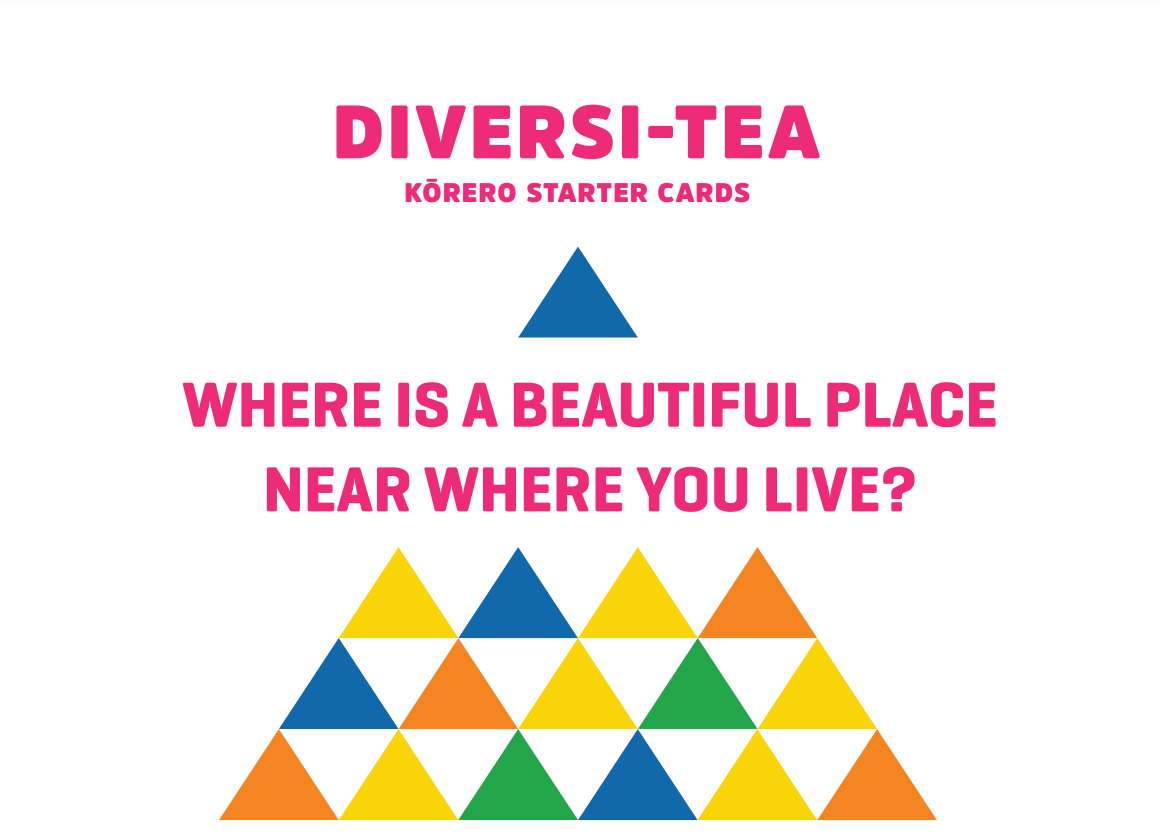 DIVERSI-TEA
KŌRERO STARTER CARDS
WHERE IS A BEAUTIFUL PLACE
NEAR WHERE YOU LIVE?